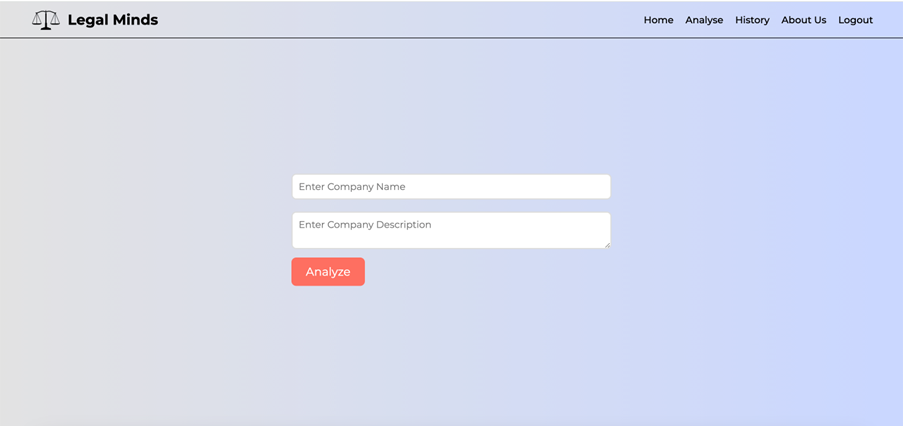 Legal Minds
Home Analyse History About Us Logout
Enter Company Name
Enter Company Description
Analyze